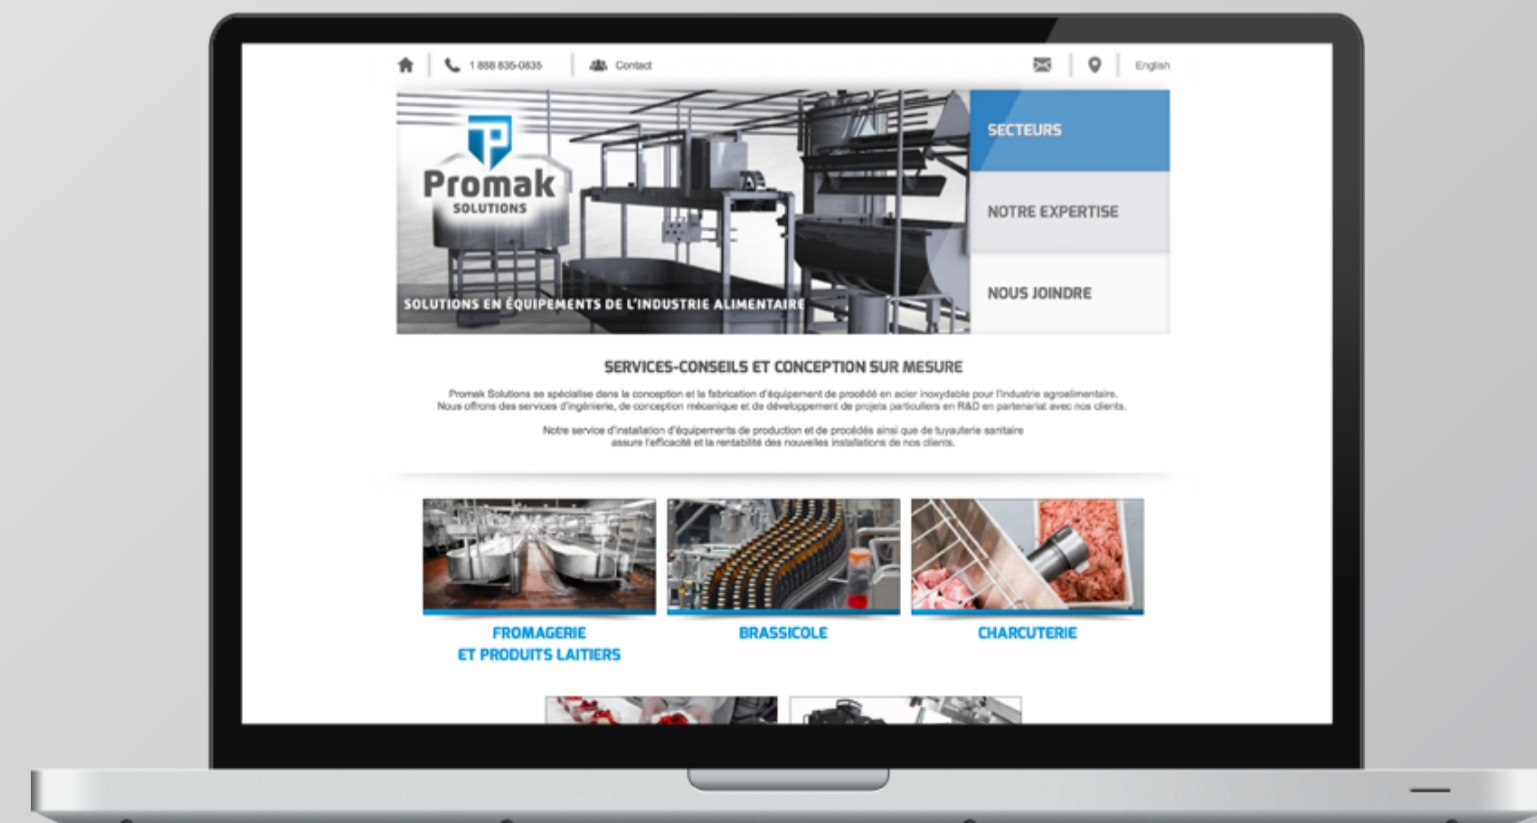 1 888 835-0835
Contact
English
Promak
SOLUTIONS
SOLUTIONS EN ÉQUIPEMENTS DE L'INDUSTRIE ALIMENTAIRE
SECTEURS
NOTRE EXPERTISE
NOUS JOINDRE
SERVICES-CONSEILS ET CONCEPTION SUR MESURE
Promak Solutions se spécialise dans la conception et la fabrication d'équipement de procédé en acier inoxydable pour l'industrie agroalimentaire.
Nous offrons des services d'ingénierie, de conception mécanique et de développement de projets particuliers en R&D en partenariat avec nos clients.
Notre service d'installation d'équipements de production et de procédés ainsi que de tuyauterie sanitaire
assure l'efficacité et la rentabilité des nouvelles installations de nos clients.
FROMAGERIE
ET PRODUITS LAITIERS
BRASSICOLE
CHARCUTERIE